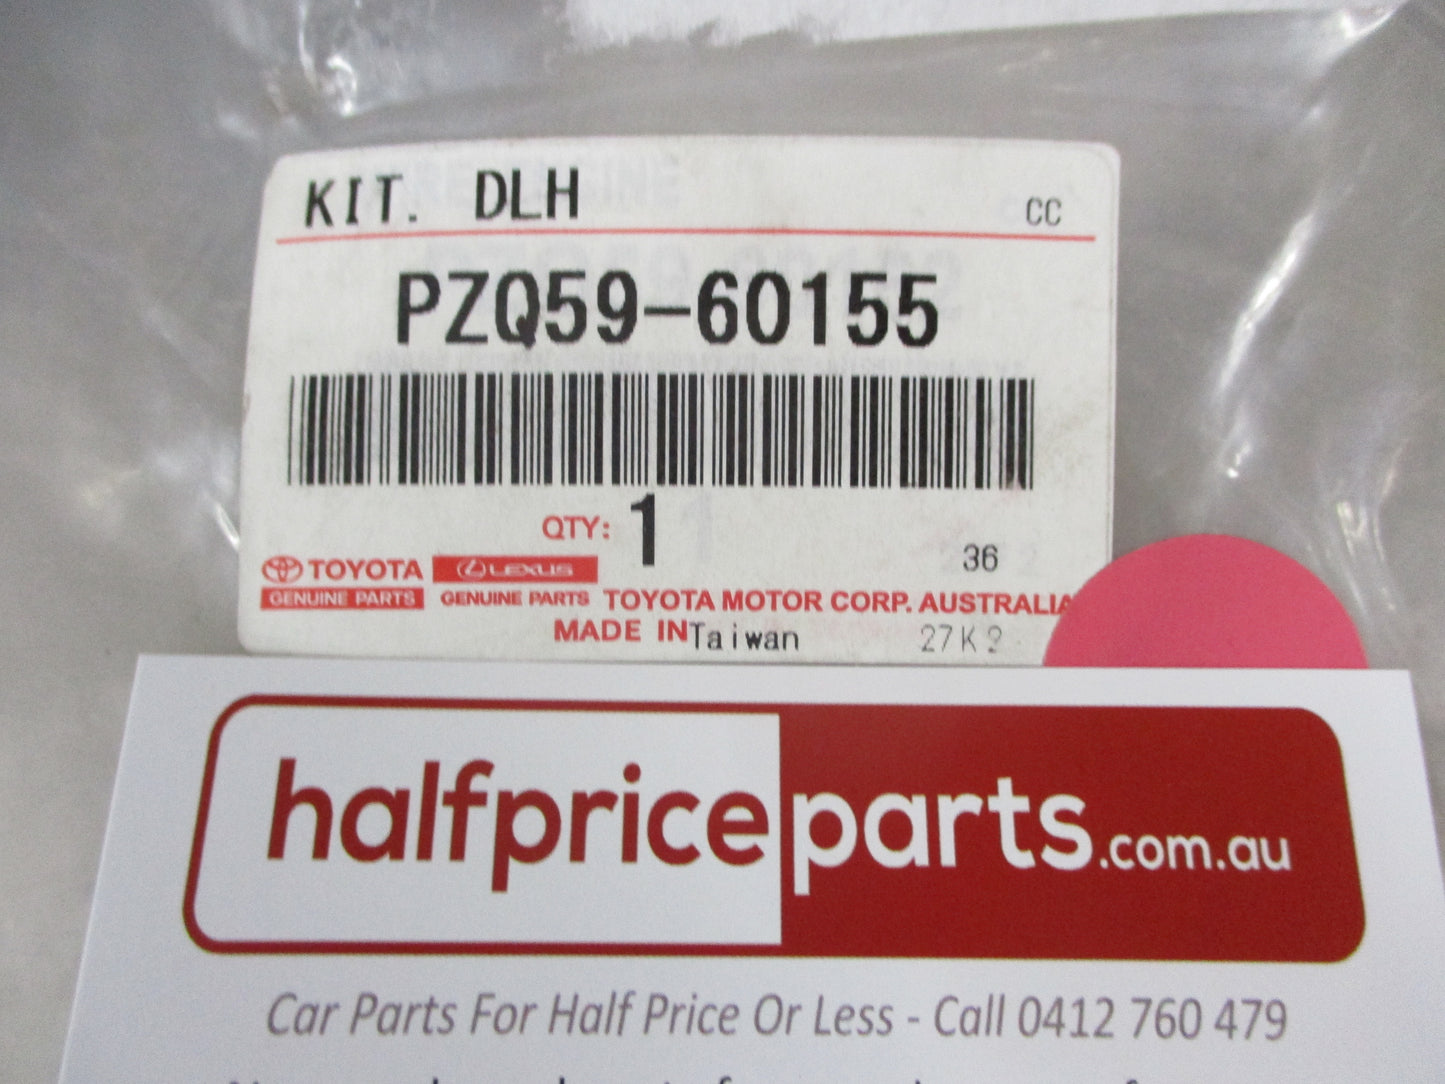 KIT. DLH CC
PZQ59-60155
QTY: 1
36
TOYOTA LEXUS
GENUINE PARTS GENUINE PARTS TOYOTA MOTOR CORP. AUSTRALIA
MADE IN Taiwan 27K
halfpriceparts.com.au
Car Parts For Half Price Or Less - Call 0412 760 479